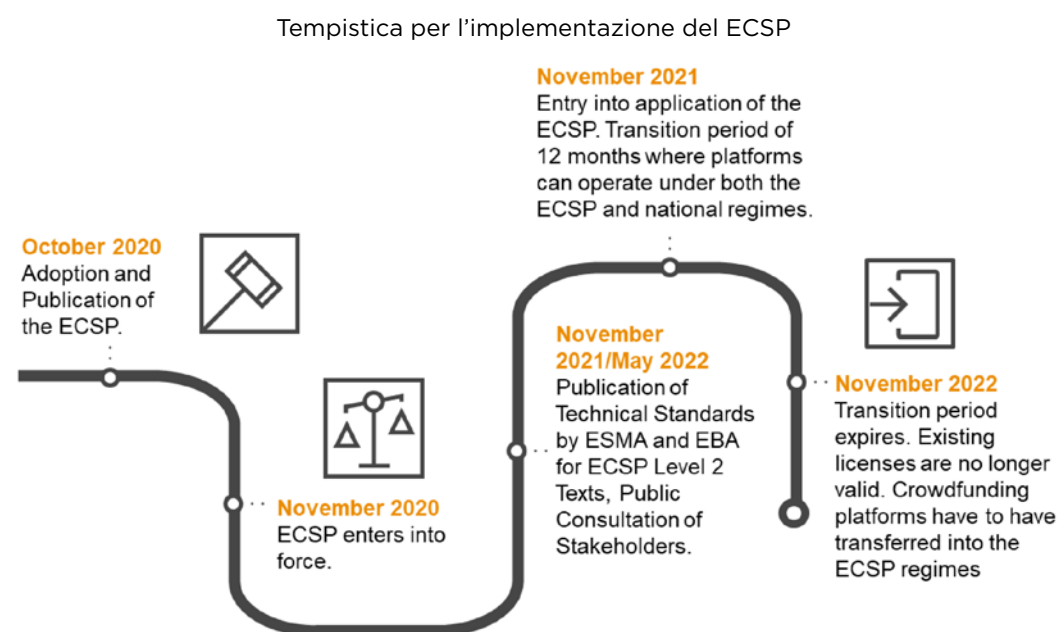 Tempistica per l'implementazione del ECSP
October 2020
Adoption and
Publication of
the ECSP.
November 2020
ECSP enters into
force.
November
2021/May 2022
Publication of
Technical Standards
by ESMA and EBA
for ECSP Level 2
Texts, Public
Consultation of
Stakeholders.
November 2021
Entry into application of the
ECSP. Transition period of
12 months where platforms
can operate under both the
ECSP and national regimes.
November 2022
Transition period
expires. Existing
licenses are no longer
valid. Crowdfunding
platforms have to have
transferred into the
ECSP regimes